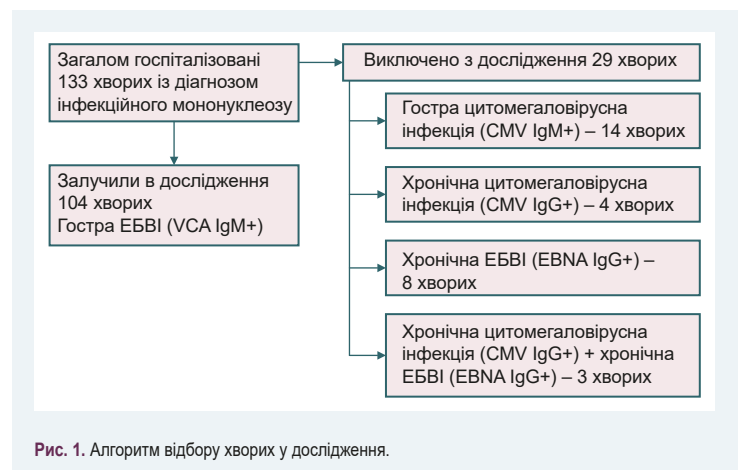 Загалом госпіталізовані
133 хворих із діагнозом
інфекційного мононуклеозу
Виключено з дослідження 29 хворих
Гостра цитомегаловірусна
інфекція (CMV IgM+) – 14 хворих
Залучили в дослідження
104 хворих
Гостра ЕБВІ (VCA IgM+)
Хронічна цитомегаловірусна
інфекція (CMV IgG+) – 4 хворих
Хронічна ЕБВІ (EBNA IgG+) –
8 хворих
Хронічна цитомегаловірусна
інфекція (CMV IgG+) + хронічна
ЕБВІ (EBNA IgG+) – 3 хворих
Рис. 1. Алгоритм відбору хворих у дослідження.